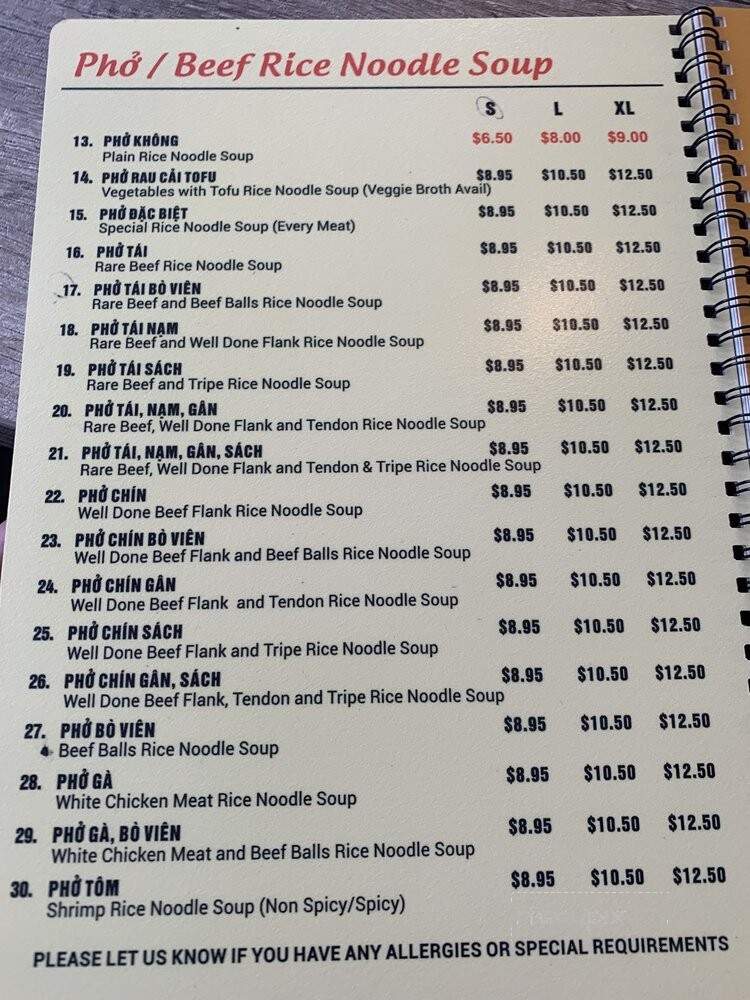 Phở / Beef Rice Noodle Soup
S L XL
13. PHỞ KHÔNG $6.50 $8.00 $9.00
Plain Rice Noodle Soup
14. PHỞ RAU CẢI TOFU $8.95 $10.50 $12.50
Vegetables with Tofu Rice Noodle Soup (Veggie Broth Avail)
15. PHỞ ĐẶC BIỆT $8.95 $10.50 $12.50
Special Rice Noodle Soup (Every Meat)
16. PHỞ TÁI $8.95 $10.50 $12.50
Rare Beef Rice Noodle Soup
17. PHỞ TÁI BÒ VIÊN $8.95 $10.50 $12.50
Rare Beef and Beef Balls Rice Noodle Soup
18. PHỞ TÁI NẠM $8.95 $10.50 $12.50
Rare Beef and Well Done Flank Rice Noodle Soup
19. PHỞ TÁI SÁCH $8.95 $10.50 $12.50
Rare Beef and Tripe Rice Noodle Soup
20. PHỞ TÁI, NẠM, GÂN $8.95 $10.50 $12.50
Rare Beef, Well Done Flank and Tendon Rice Noodle Soup
21. PHỞ TÁI, NẠM, GÂN, SÁCH $8.95 $10.50 $12.50
Rare Beef, Well Done Flank and Tendon & Tripe Rice Noodle Soup
22. PHỞ CHÍN $8.95 $10.50 $12.50
Well Done Beef Flank Rice Noodle Soup
23. PHỞ CHÍN BÒ VIÊN $8.95 $10.50 $12.50
Well Done Beef Flank and Beef Balls Rice Noodle Soup
24. PHỞ CHÍN GÂN $8.95 $10.50 $12.50
Well Done Beef Flank and Tendon Rice Noodle Soup
25. PHỞ CHÍN SÁCH $8.95 $10.50 $12.50
Well Done Beef Flank and Tripe Rice Noodle Soup
26. PHỞ CHÍN GÂN, SÁCH $8.95 $10.50 $12.50
Well Done Beef Flank, Tendon and Tripe Rice Noodle Soup
27. PHỞ BÒ VIÊN $8.95 $10.50 $12.50
Beef Balls Rice Noodle Soup
28. PHỞ GÀ $8.95 $10.50 $12.50
White Chicken Meat Rice Noodle Soup
29. PHỞ GÀ, BÒ VIÊN $8.95 $10.50 $12.50
White Chicken Meat and Beef Balls Rice Noodle Soup
30. PHỞ TÔM $8.95 $10.50 $12.50
Shrimp Rice Noodle Soup (Non Spicy/Spicy)
PLEASE LET US KNOW IF YOU HAVE ANY ALLERGIES OR SPECIAL REQUIREMENTS